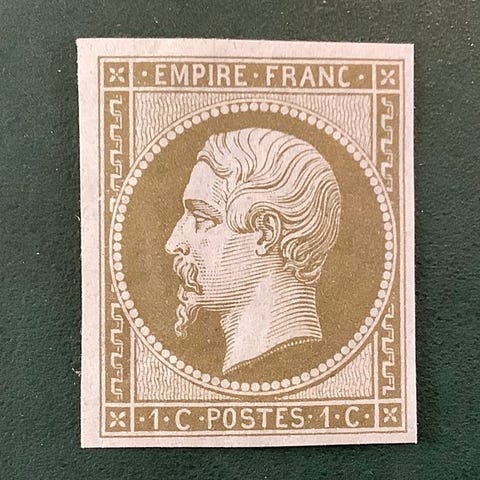 · EMPIRE · FRANC ·
· 1 · C · POSTES · 1 · C ·